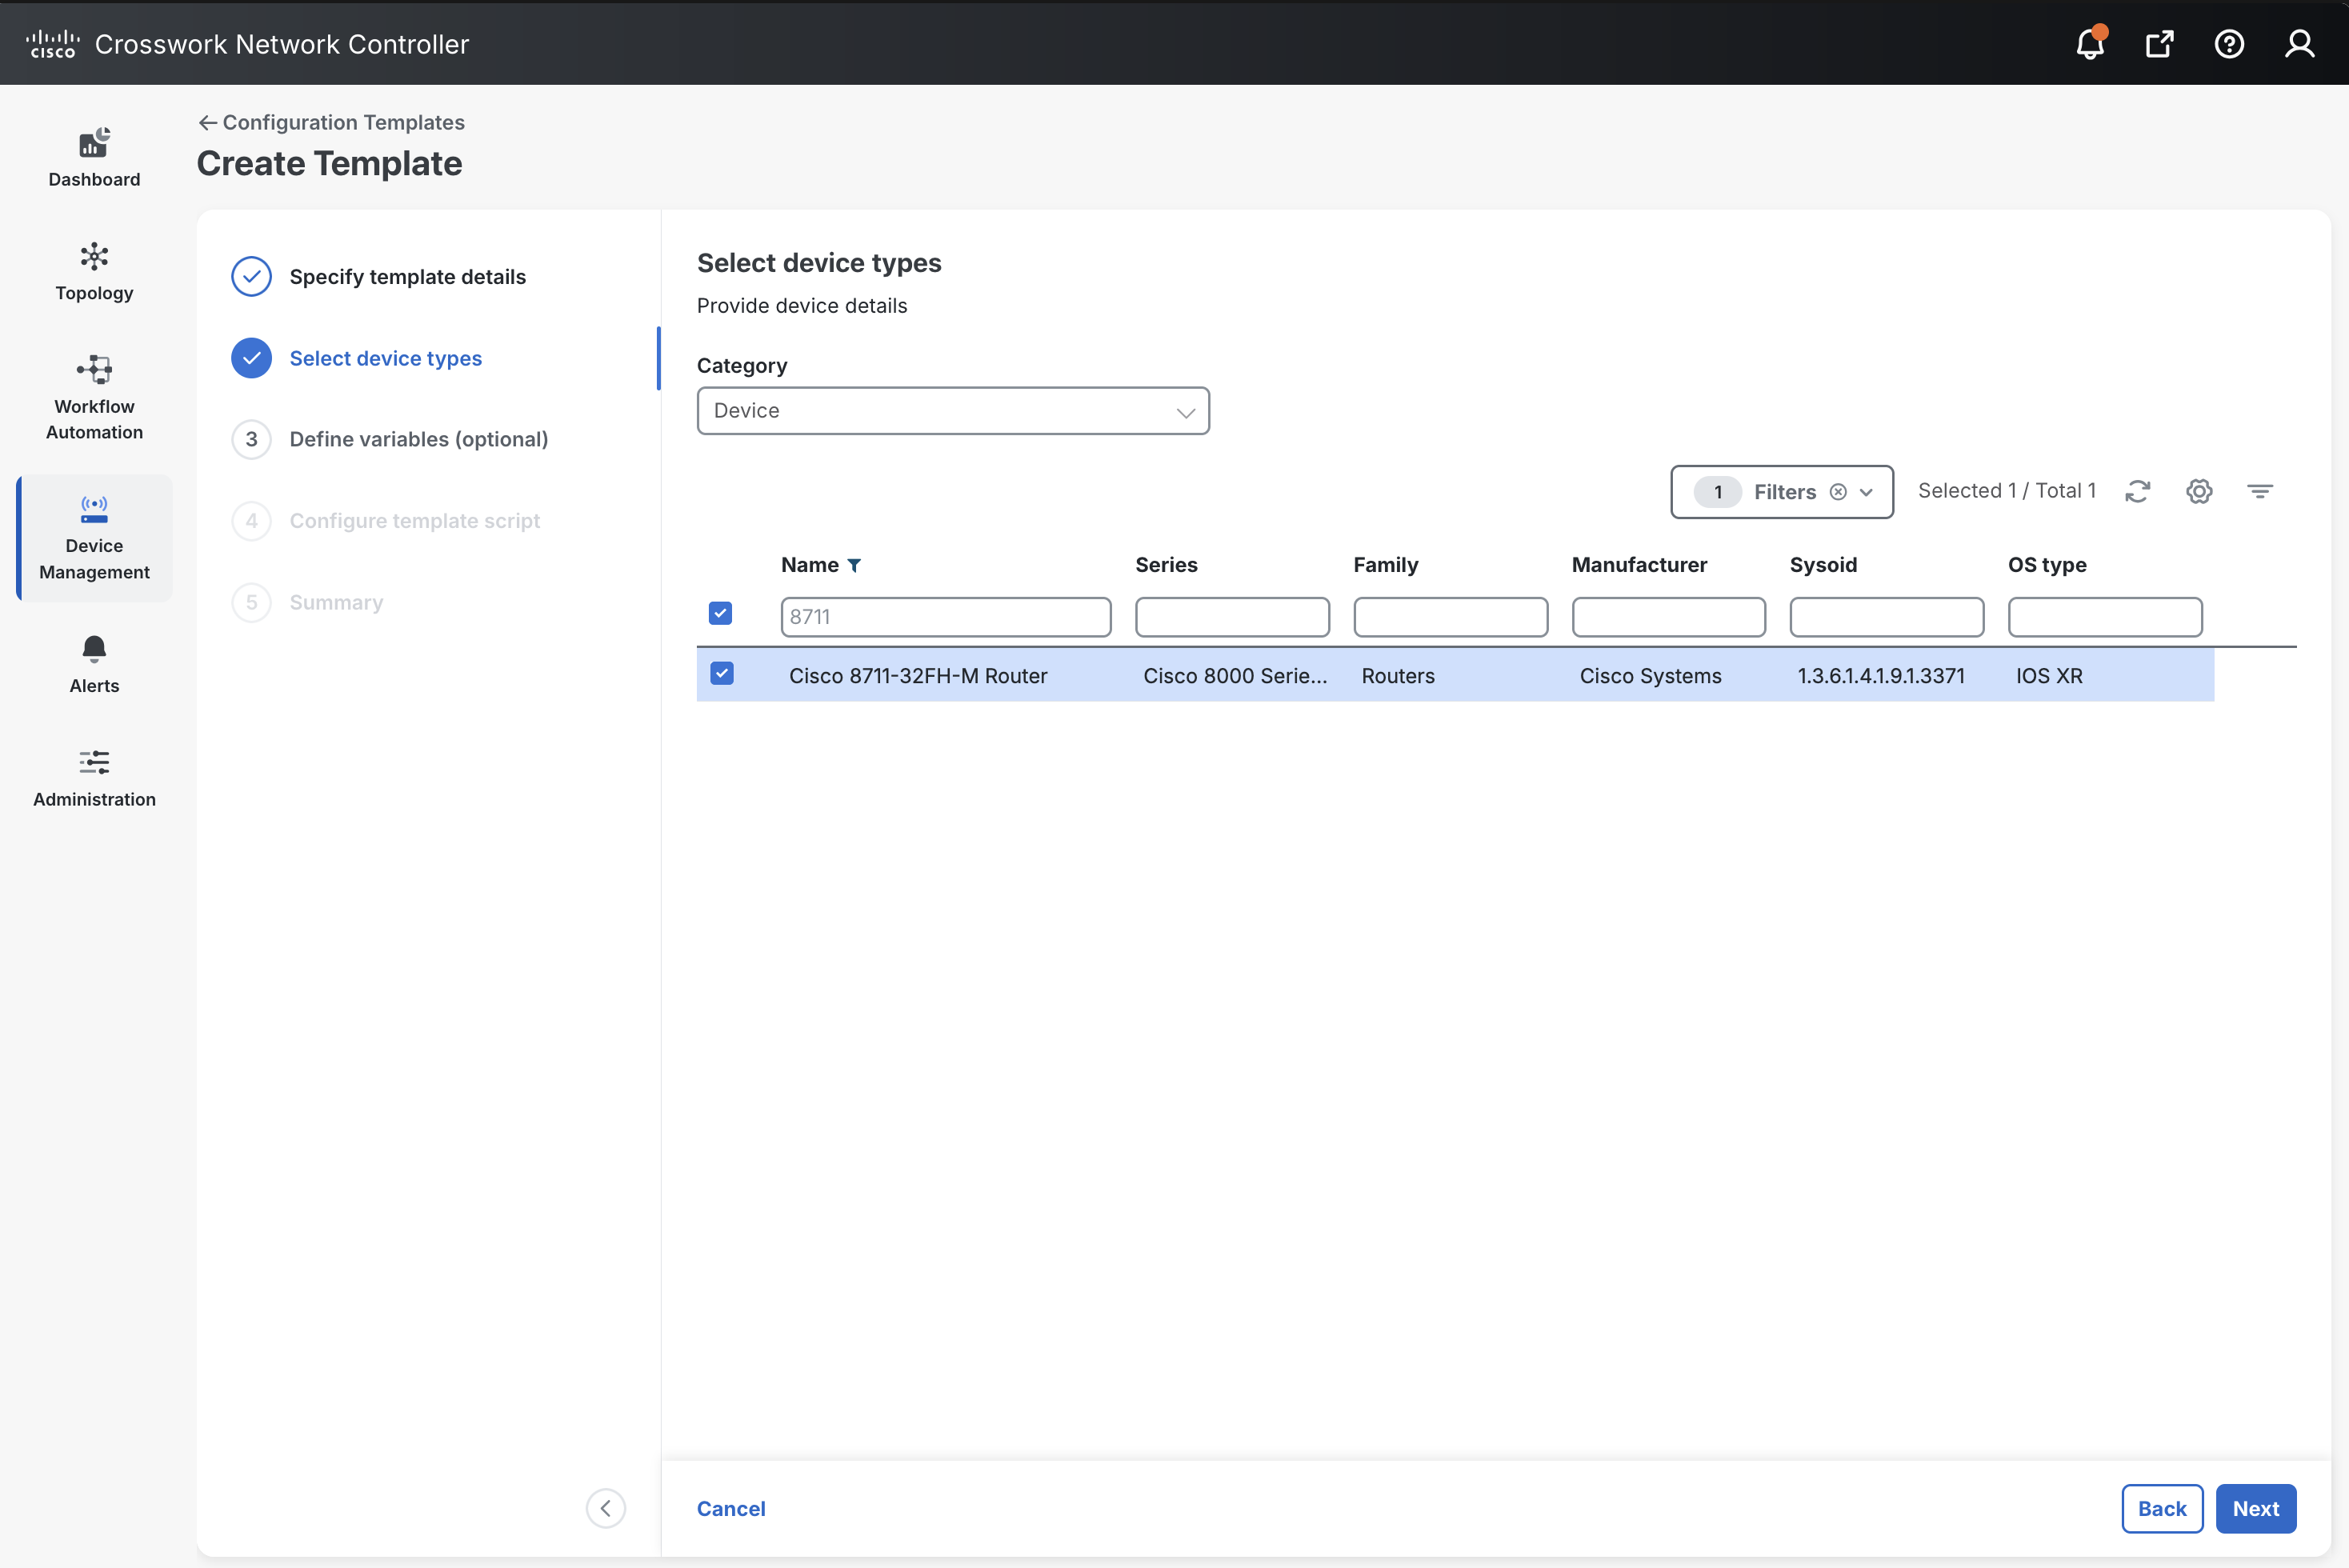 cisco Crosswork Network Controller
Dashboard
Topology
Workflow
Automation
Device
Management
Alerts
Administration
Configuration Templates
Create Template
Specify template details
Select device types
3 Define variables (optional)
4 Configure template script
5 Summary
Select device types
Provide device details
Category
Device
1 Filters Selected 1 / Total 1
Name Series Family Manufacturer Sysoid OS type
8711
Cisco 8711-32FH-M Router Cisco 8000 Serie... Routers Cisco Systems 1.3.6.1.4.1.9.1.3371 IOS XR
Cancel Back Next